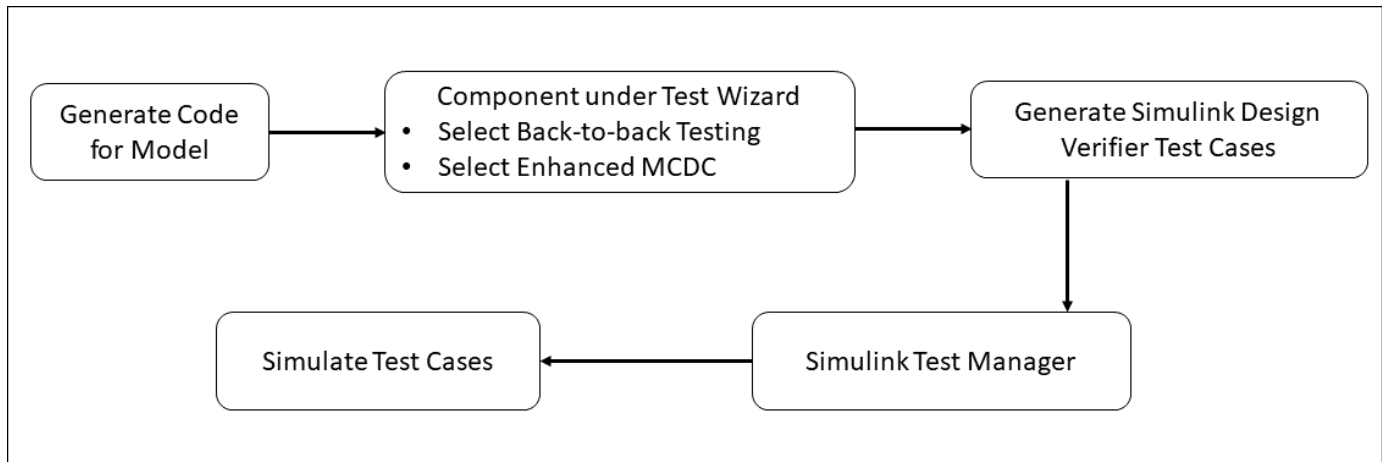 Generate Code
for Model
Component under Test Wizard
• Select Back-to-back Testing
• Select Enhanced MCDC
Generate Simulink Design
Verifier Test Cases
Simulink Test Manager
Simulate Test Cases